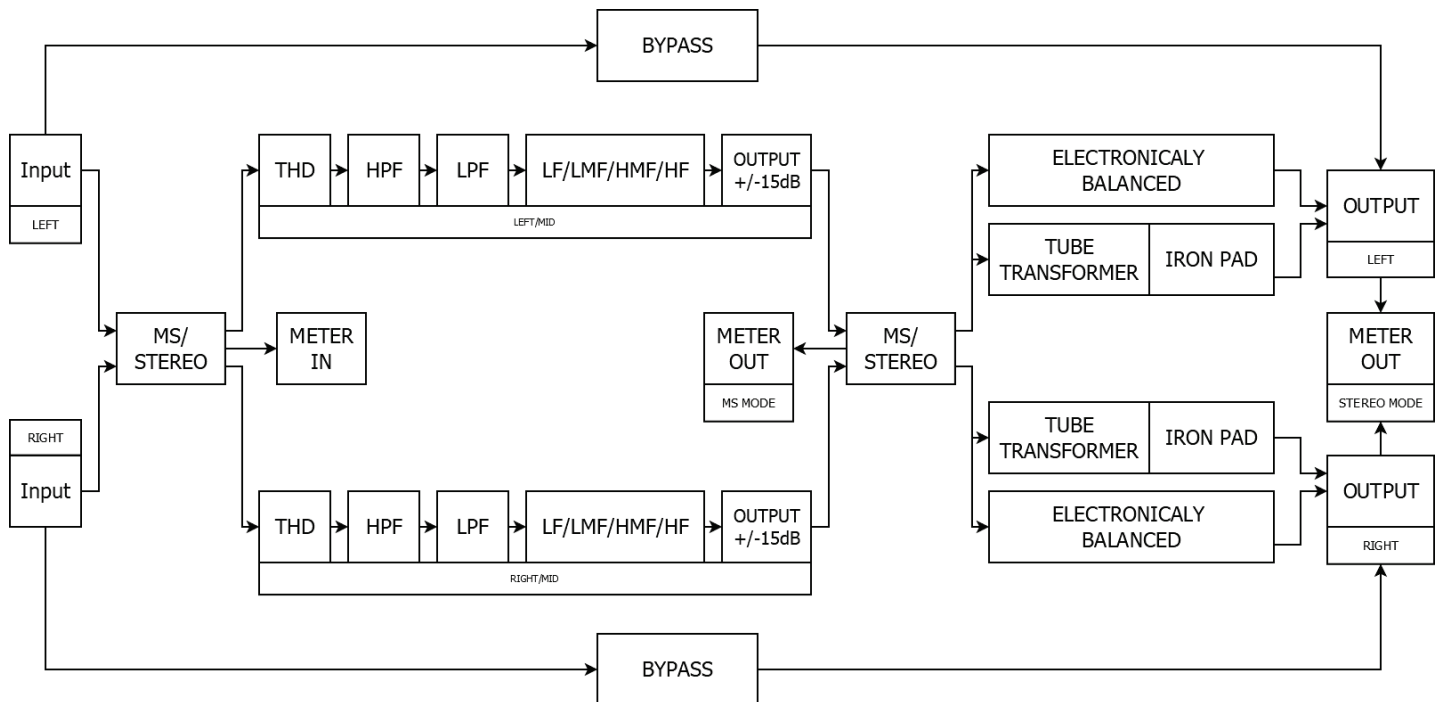 BYPASS
Input
LEFT
THD
HPF
LPF
LF/LMF/HMF/HF
OUTPUT
+/-15dB
LEFT/MID
ELECTRONICALY
BALANCED
TUBE
TRANSFORMER
IRON PAD
OUTPUT
LEFT
MS/
STEREO
METER
IN
METER
OUT
MS MODE
MS/
STEREO
METER
OUT
STEREO MODE
RIGHT
Input
TUBE
TRANSFORMER
IRON PAD
THD
HPF
LPF
LF/LMF/HMF/HF
OUTPUT
+/-15dB
RIGHT/MID
ELECTRONICALY
BALANCED
OUTPUT
RIGHT
BYPASS